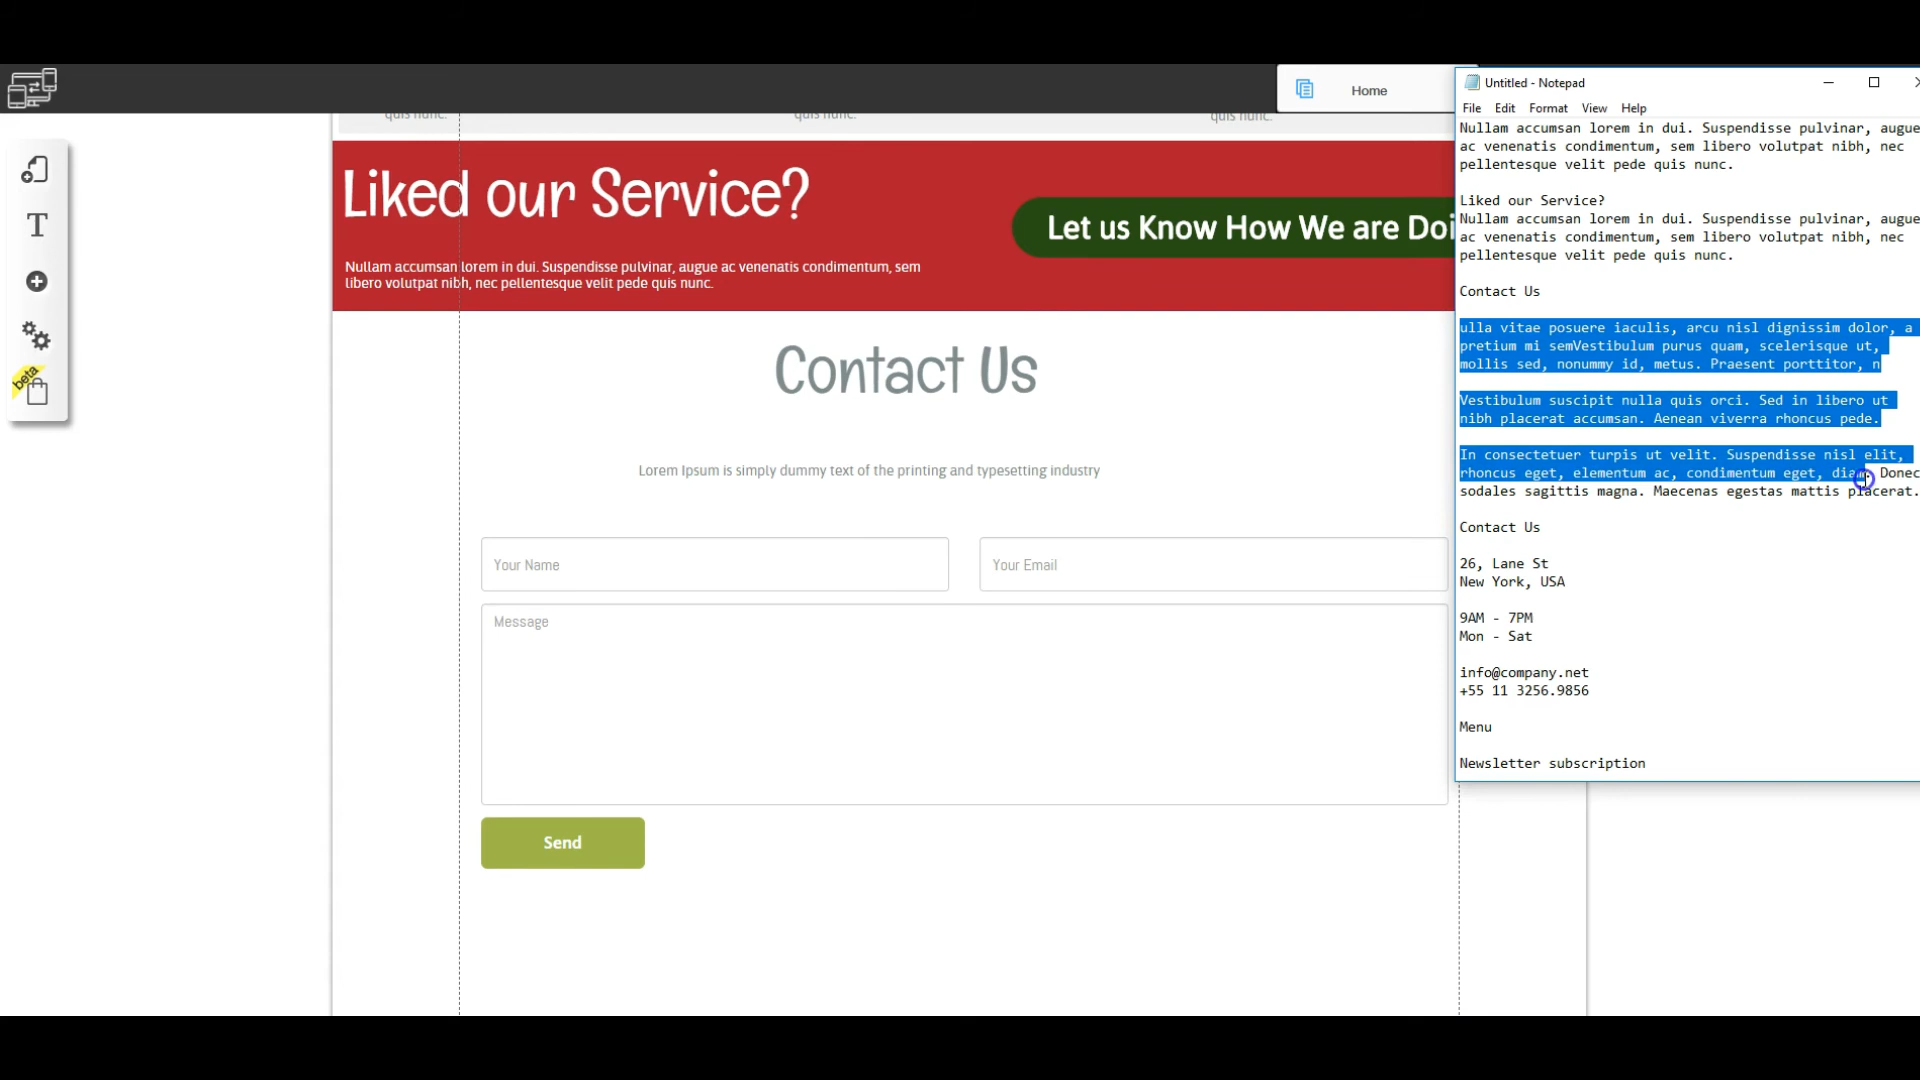 Home
quis nunc.
quis nunc.
quis nunc.
Liked our Service?
Let us Know How We are Doi
Nullam accumsan lorem in dui. Suspendisse pulvinar, augue ac venenatis condimentum, sem
libero volutpat nibh, nec pellentesque velit pede quis nunc.
Contact Us
Lorem Ipsum is simply dummy text of the printing and typesetting industry
Your Name
Your Email
Message
Send
T
beta
Untitled - Notepad
File Edit Format View Help
Nullam accumsan lorem in dui. Suspendisse pulvinar, augue
ac venenatis condimentum, sem libero volutpat nibh, nec
pellentesque velit pede quis nunc.
Liked our Service?
Nullam accumsan lorem in dui. Suspendisse pulvinar, augue
ac venenatis condimentum, sem libero volutpat nibh, nec
pellentesque velit pede quis nunc.
Contact Us
ulla vitae posuere iaculis, arcu nisl dignissim dolor, a
pretium mi semVestibulum purus quam, scelerisque ut,
mollis sed, nonummy id, metus. Praesent porttitor, n
Vestibulum suscipit nulla quis orci. Sed in libero ut
nibh placerat accumsan. Aenean viverra rhoncus pede.
In consectetuer turpis ut velit. Suspendisse nisl elit,
rhoncus eget, elementum ac, condimentum eget, diam. Donec
sodales sagittis magna. Maecenas egestas mattis placerat.
Contact Us
26, Lane St
New York, USA
9AM - 7PM
Mon - Sat
info@company.net
+55 11 3256.9856
Menu
Newsletter subscription